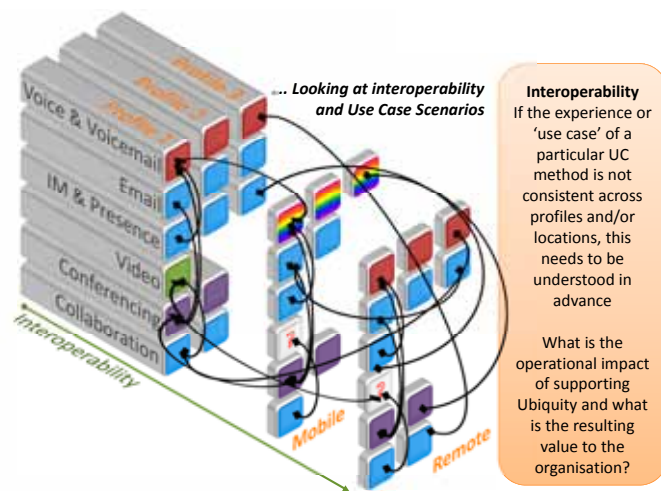 Profile 3
Profile 2
Profile 1
... Looking at interoperability
and Use Case Scenarios
Voice & Voicemail
Email
IM & Presence
Video
Conferencing
Collaboration
Interoperability
?
?
Mobile
Remote
Interoperability
If the experience or
‘use case’ of a
particular UC
method is not
consistent across
profiles and/or
locations, this
needs to be
understood in
advance
What is the
operational impact
of supporting
Ubiquity and what
is the resulting
value to the
organisation?